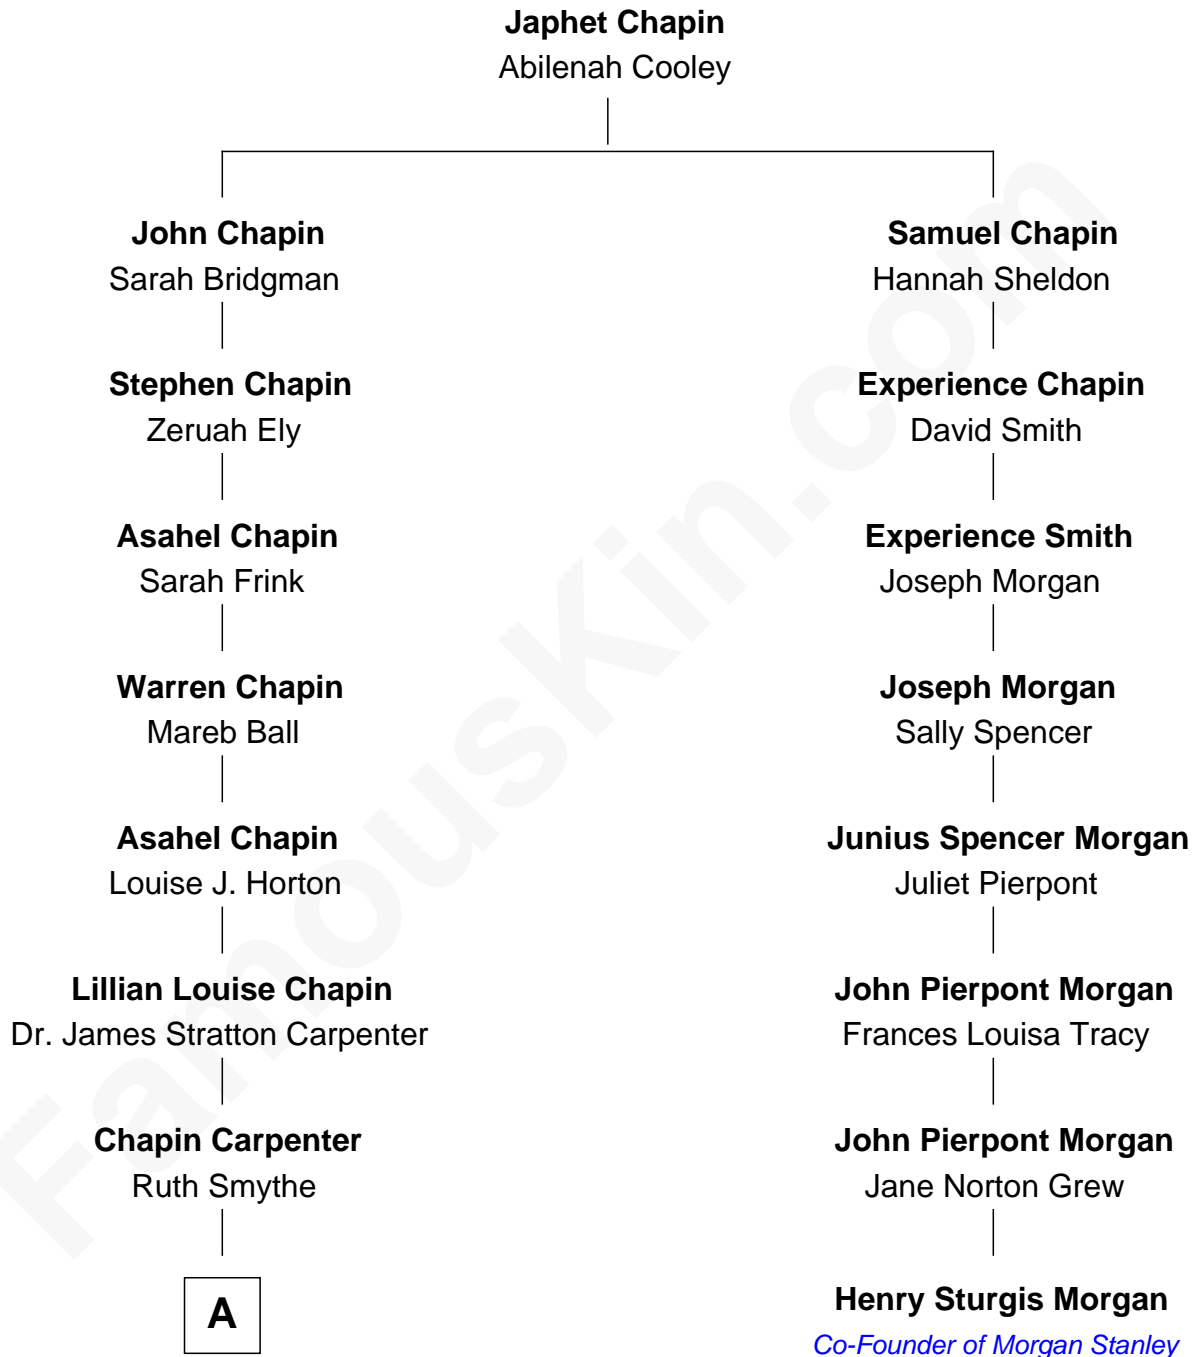 Japhet Chapin
Abilenah Cooley
John Chapin
Sarah Bridgman
Samuel Chapin
Hannah Sheldon
Stephen Chapin
Zeruah Ely
Experience Chapin
David Smith
Asahel Chapin
Sarah Frink
Experience Smith
Joseph Morgan
Warren Chapin
Mareb Ball
Joseph Morgan
Sally Spencer
Asahel Chapin
Louise J. Horton
Junius Spencer Morgan
Juliet Pierpont
Lillian Louise Chapin
Dr. James Stratton Carpenter
John Pierpont Morgan
Frances Louisa Tracy
Chapin Carpenter
Ruth Smythe
John Pierpont Morgan
Jane Norton Grew
A
Henry Sturgis Morgan
Co-Founder of Morgan Stanley
FamousKin.com